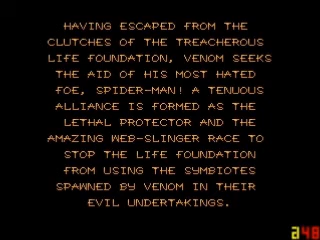 HAVING ESCAPED FROM THE
CLUTCHES OF THE TREACHEROUS
LIFE FOUNDATION, VENOM SEEKS
THE AID OF HIS MOST HATED
FOE, SPIDER-MAN! A TENUOUS
ALLIANCE IS FORMED AS THE
LETHAL PROTECTOR AND THE
AMAZING WEB-SLINGER RACE TO
STOP THE LIFE FOUNDATION
FROM USING THE SYMBIOTES
SPAWNED BY VENOM IN THEIR
EVIL UNDERTAKINGS.
a48